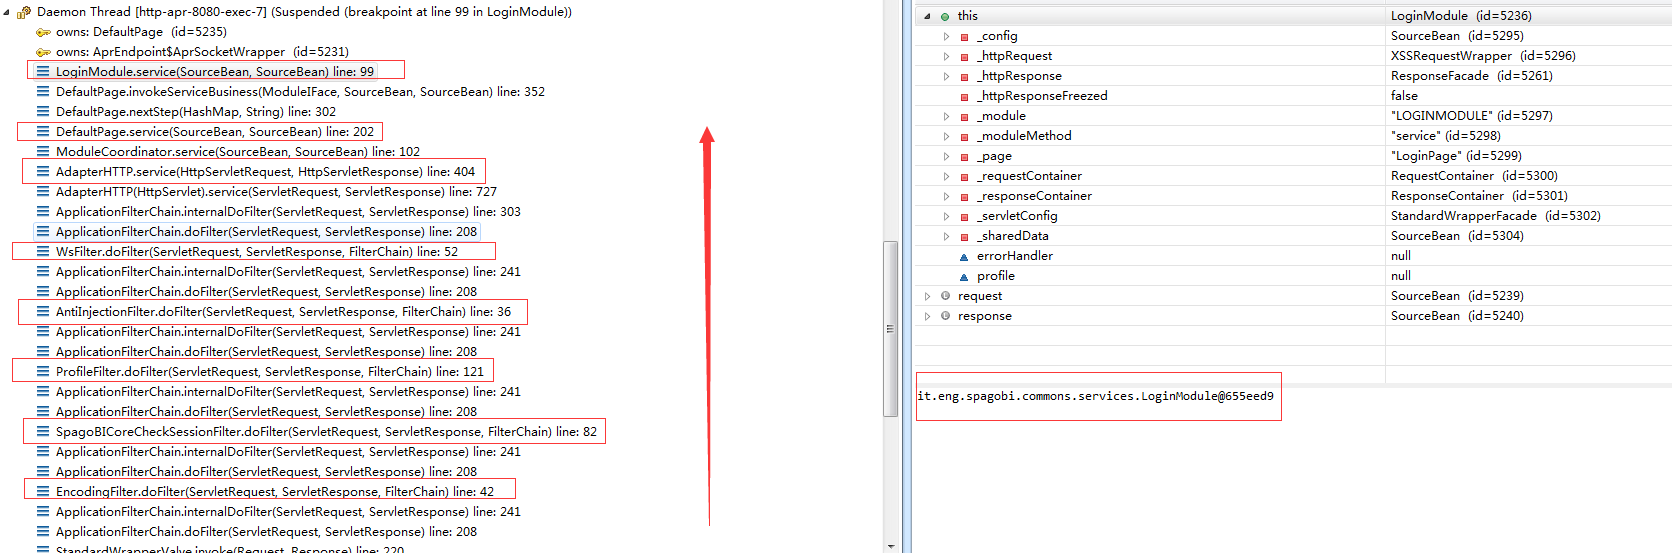 Daemon Thread [http-apr-8080-exec-7] (Suspended (breakpoint at line 99 in LoginModule))
owns: DefaultPage (id=5235)
owns: AprEndpoint$AprSocketWrapper (id=5231)
LoginModule.service(SourceBean, SourceBean) line: 99
DefaultPage.invokeServiceBusiness(ModuleIFace, SourceBean, SourceBean) line: 352
DefaultPage.nextStep(HashMap, String) line: 302
DefaultPage.service(SourceBean, SourceBean) line: 202
ModuleCoordinator.service(SourceBean, SourceBean) line: 102
AdapterHTTP.service(HttpServletRequest, HttpServletResponse) line: 404
AdapterHTTP(HttpServlet).service(ServletRequest, ServletResponse) line: 727
ApplicationFilterChain.internalDoFilter(ServletRequest, ServletResponse) line: 303
ApplicationFilterChain.doFilter(ServletRequest, ServletResponse) line: 208
WsFilter.doFilter(ServletRequest, ServletResponse, FilterChain) line: 52
ApplicationFilterChain.internalDoFilter(ServletRequest, ServletResponse) line: 241
ApplicationFilterChain.doFilter(ServletRequest, ServletResponse) line: 208
AntiInjectionFilter.doFilter(ServletRequest, ServletResponse, FilterChain) line: 36
ApplicationFilterChain.internalDoFilter(ServletRequest, ServletResponse) line: 241
ApplicationFilterChain.doFilter(ServletRequest, ServletResponse) line: 208
ProfileFilter.doFilter(ServletRequest, ServletResponse, FilterChain) line: 121
ApplicationFilterChain.internalDoFilter(ServletRequest, ServletResponse) line: 241
ApplicationFilterChain.doFilter(ServletRequest, ServletResponse) line: 208
SpagoBICoreCheckSessionFilter.doFilter(ServletRequest, ServletResponse, FilterChain) line: 82
ApplicationFilterChain.internalDoFilter(ServletRequest, ServletResponse) line: 241
ApplicationFilterChain.doFilter(ServletRequest, ServletResponse) line: 208
EncodingFilter.doFilter(ServletRequest, ServletResponse, FilterChain) line: 42
ApplicationFilterChain.internalDoFilter(ServletRequest, ServletResponse) line: 241
ApplicationFilterChain.doFilter(ServletRequest, ServletResponse) line: 208
StandardWrapperValve.invoke(Request, Response) line: 220
this LoginModule (id=5236)
_config SourceBean (id=5295)
_httpRequest XSSRequestWrapper (id=5296)
_httpResponse ResponseFacade (id=5261)
_httpResponseFreezed false
_module "LOGINMODULE" (id=5297)
_moduleMethod "service" (id=5298)
_page "LoginPage" (id=5299)
_requestContainer RequestContainer (id=5300)
_responseContainer ResponseContainer (id=5301)
_servletConfig StandardWrapperFacade (id=5302)
_sharedData SourceBean (id=5304)
errorHandler null
profile null
request SourceBean (id=5239)
response SourceBean (id=5240)
it.eng.spagobi.commons.services.LoginModule@655eed9